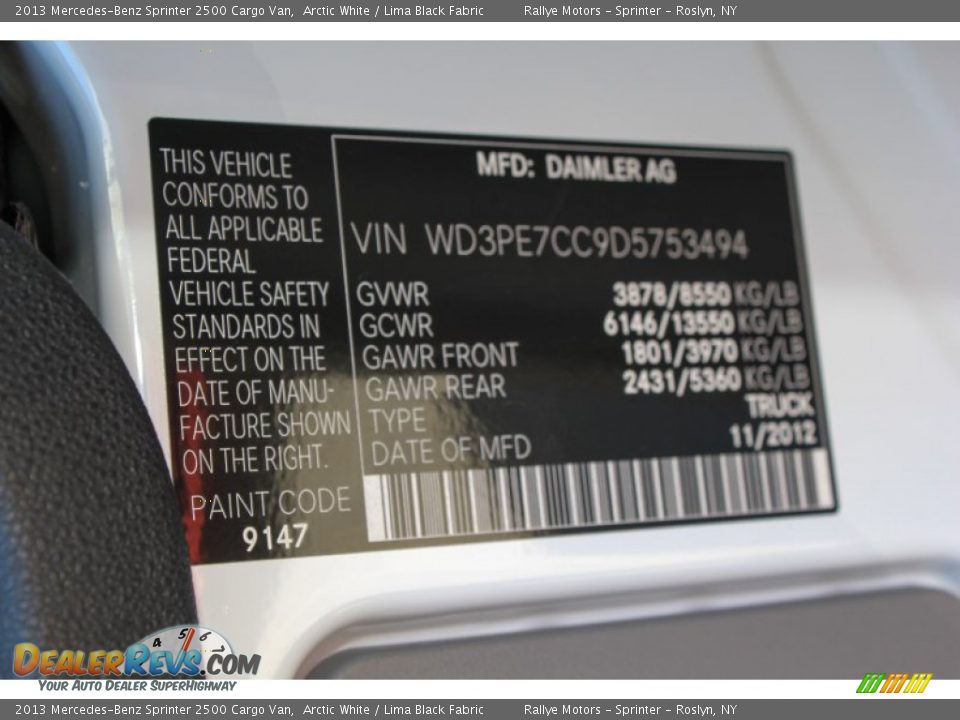 2013 Mercedes-Benz Sprinter 2500 Cargo Van, Arctic White / Lima Black Fabric Rallye Motors - Sprinter - Roslyn, NY
THIS VEHICLE
CONFORMS TO
ALL APPLICABLE
FEDERAL
VEHICLE SAFETY
STANDARDS IN
EFFECT ON THE
DATE OF MANU-
FACTURE SHOWN
ON THE RIGHT.
PAINT CODE
9147
MFD: DAIMLER AG
VIN WD3PE7CC9D5753494
GVWR 3878/8550 KG/LB
GCWR 6146/13550 KG/LB
GAWR FRONT 1801/3970 KG/LB
GAWR REAR 2431/5360 KG/LB
TYPE TRUCK
DATE OF MFD 11/2012
4 5 6
DEALERREVS.COM
YOUR AUTO DEALER SUPERHIGHWAY
2013 Mercedes-Benz Sprinter 2500 Cargo Van, Arctic White / Lima Black Fabric Rallye Motors - Sprinter - Roslyn, NY